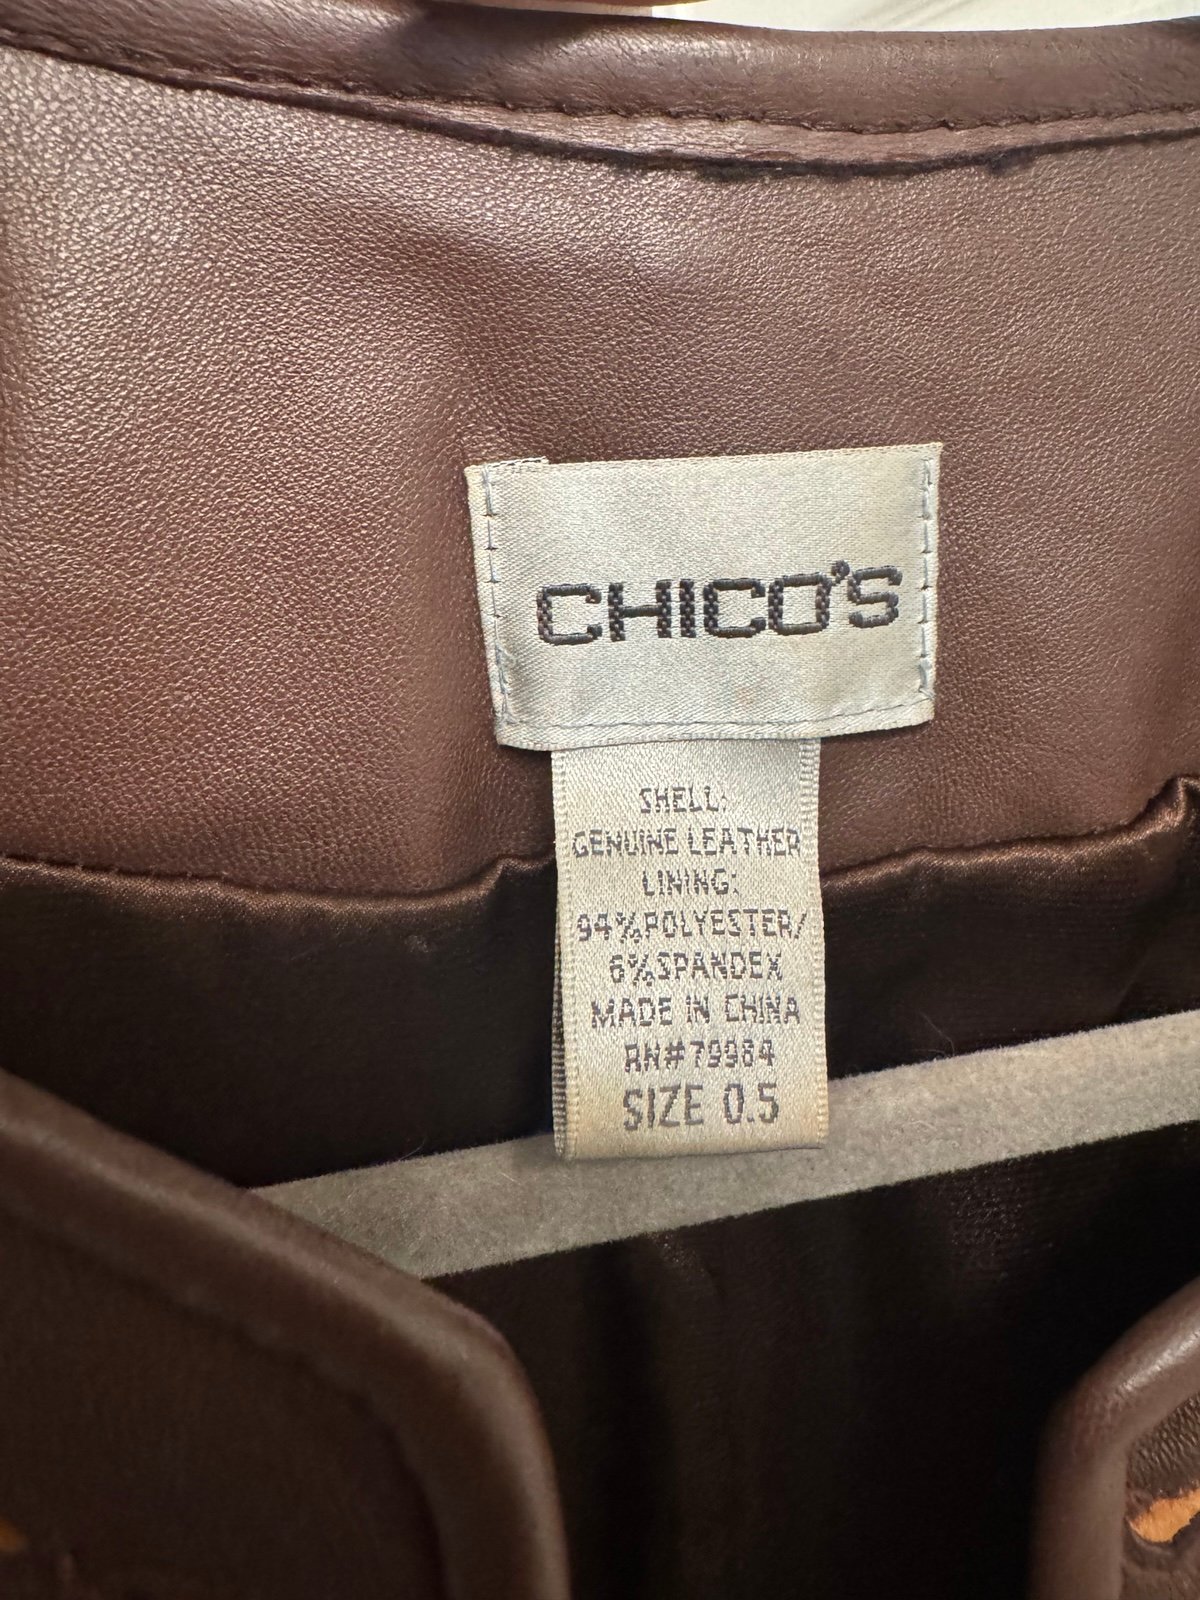 CHICO'S
SHELL:
GENUINE LEATHER
LINING:
94%POLYESTER/
6%SPANDEX
MADE IN CHINA
RN#79984
SIZE 0.5